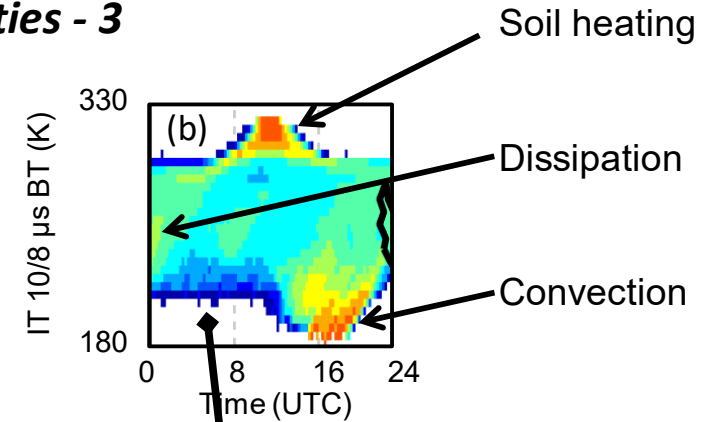 ties - 3
Soil heating
330
(b)
IT 10/8 µs BT (K)
Dissipation
Convection
180
0 8 16 24
Time (UTC)